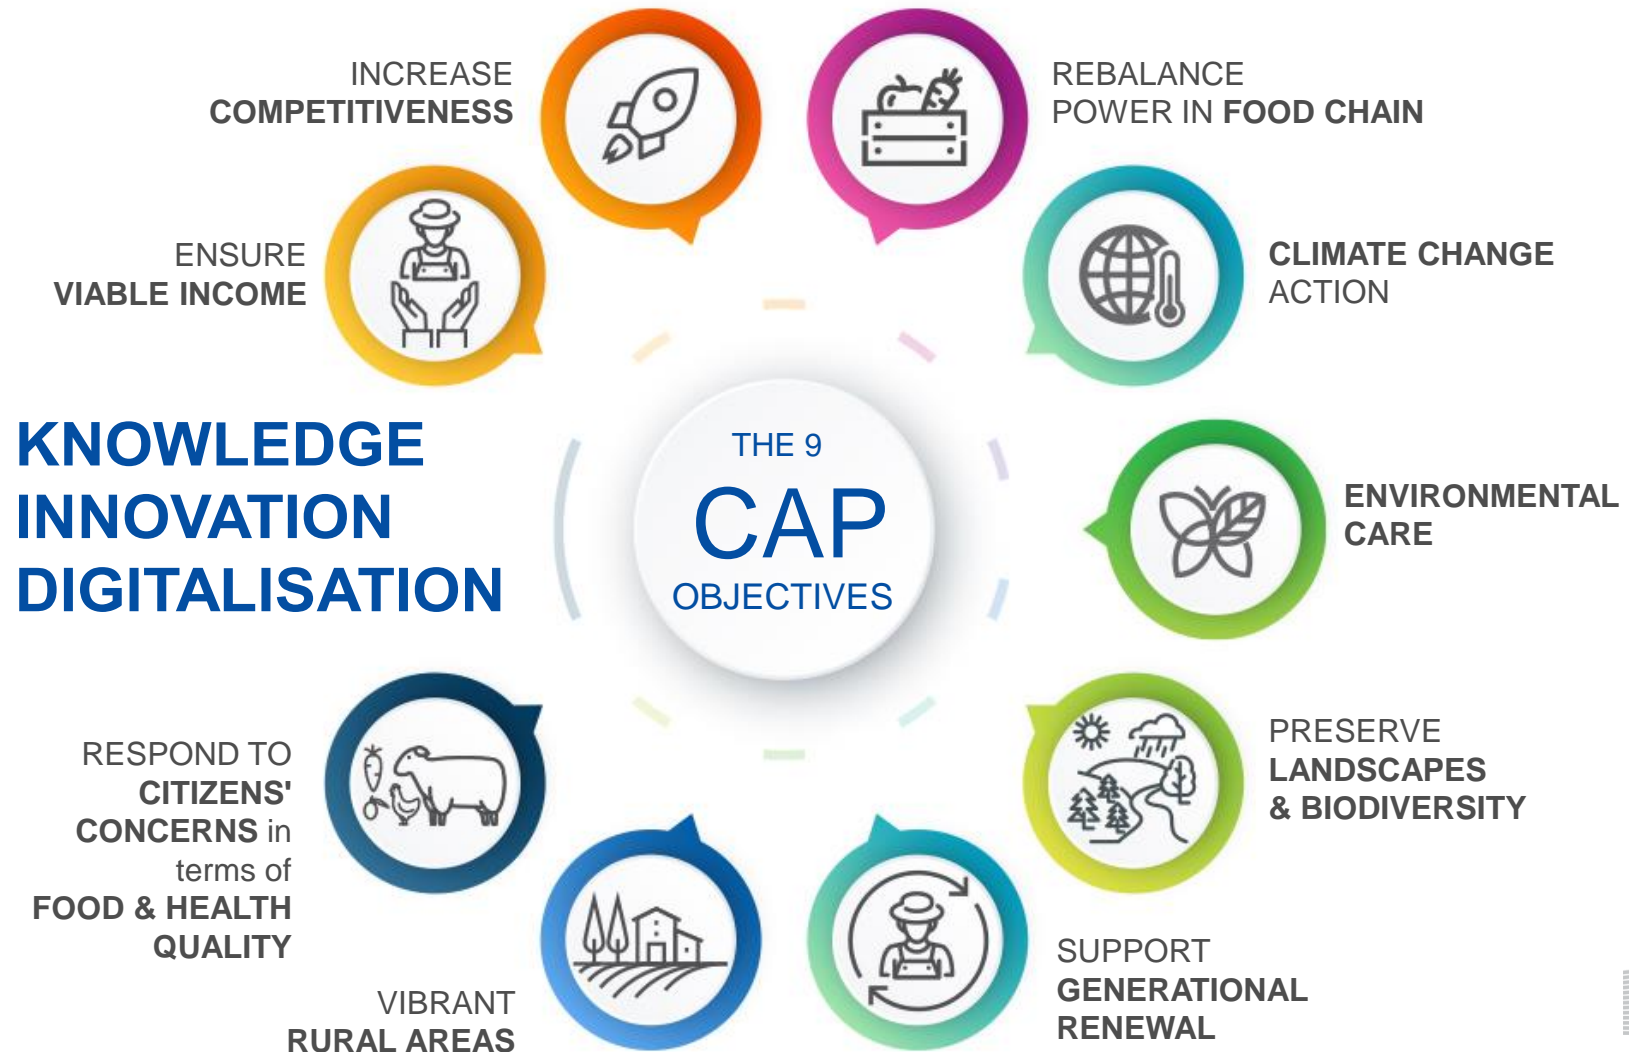 INCREASE
COMPETITIVENESS
REBALANCE
POWER IN FOOD CHAIN
ENSURE
VIABLE INCOME
CLIMATE CHANGE
ACTION
KNOWLEDGE
INNOVATION
DIGITALISATION
THE 9
CAP
OBJECTIVES
ENVIRONMENTAL
CARE
RESPOND TO
CITIZENS'
CONCERNS in
terms of
FOOD & HEALTH
QUALITY
PRESERVE
LANDSCAPES
& BIODIVERSITY
VIBRANT
RURAL AREAS
SUPPORT
GENERATIONAL
RENEWAL